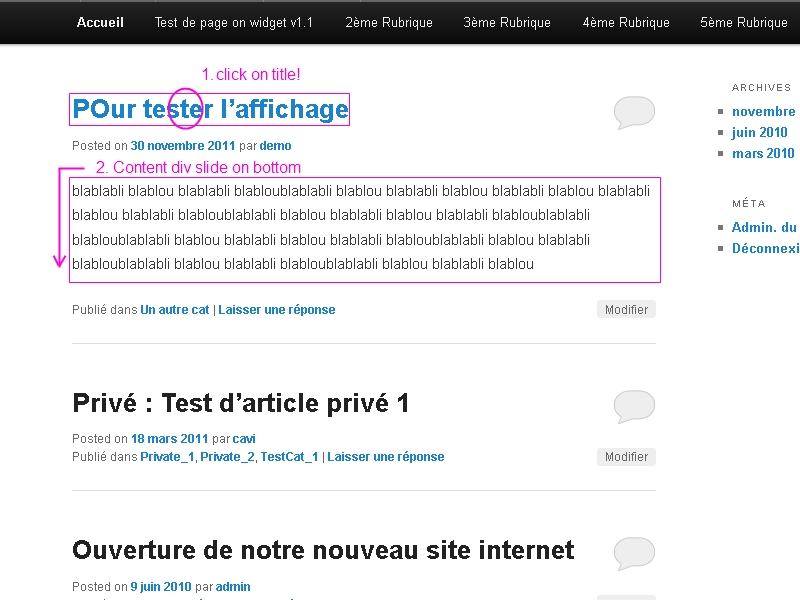 Accueil Test de page on widget v1.1 2ème Rubrique 3ème Rubrique 4ème Rubrique 5ème Rubrique
1. click on title!
POur tester l’affichage
Posted on 30 novembre 2011 par demo
2. Content div slide on bottom
blablabli blablou blablabli blabloublablabli blablou blablabli blablou blablabli blablou blablabli
blablou blablabli blabloublablabli blablou blablabli blablou blablabli blabloublablabli
blabloublablabli blablou blablabli blablou blablabli blabloublablabli blablou blablabli
blabloublablabli blablou blablabli blabloublablabli blablou blablabli blablou
Publié dans Un autre cat | Laisser une réponse Modifier
Privé : Test d’article privé 1
Posted on 18 mars 2011 par cavi
Publié dans Private_1, Private_2, TestCat_1 | Laisser une réponse Modifier
Ouverture de notre nouveau site internet
Posted on 9 juin 2010 par admin
ARCHIVES
novembre
juin 2010
mars 2010
MÉTA
Admin. du
Déconnexi